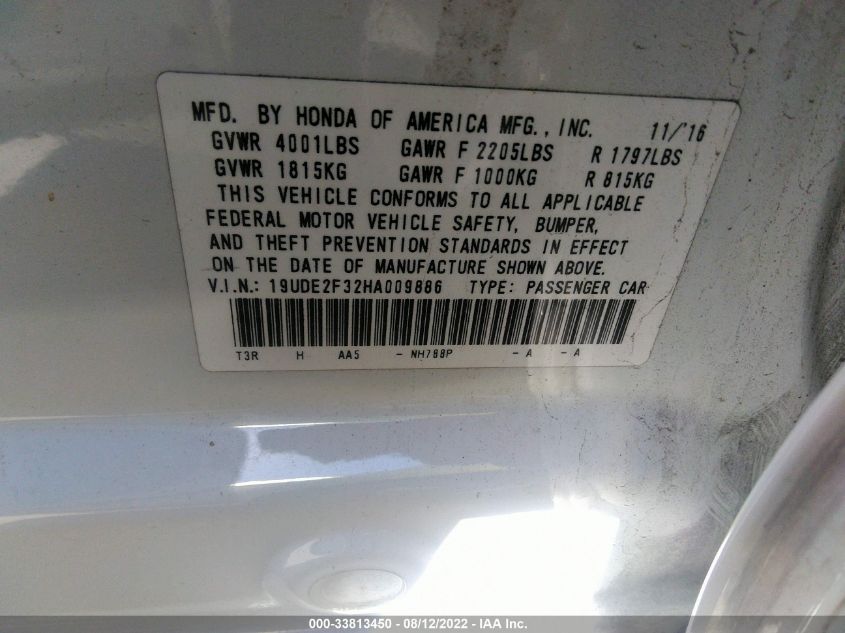 MFD. BY HONDA OF AMERICA MFG., INC. 11/'16
GVWR 4001LBS GAWR F 2205LBS R 1797LBS
GVWR 1815KG GAWR F 1000KG R 815KG
THIS VEHICLE CONFORMS TO ALL APPLICABLE
FEDERAL MOTOR VEHICLE SAFETY, BUMPER,
AND THEFT PREVENTION STANDARDS IN EFFECT
ON THE DATE OF MANUFACTURE SHOWN ABOVE.
V.I.N.: 19UDE2F32HA009886 TYPE: PASSENGER CAR
T3R H AA5 - NH788P - A - A
000-33813450 - 08/12/2022 - IAA Inc.